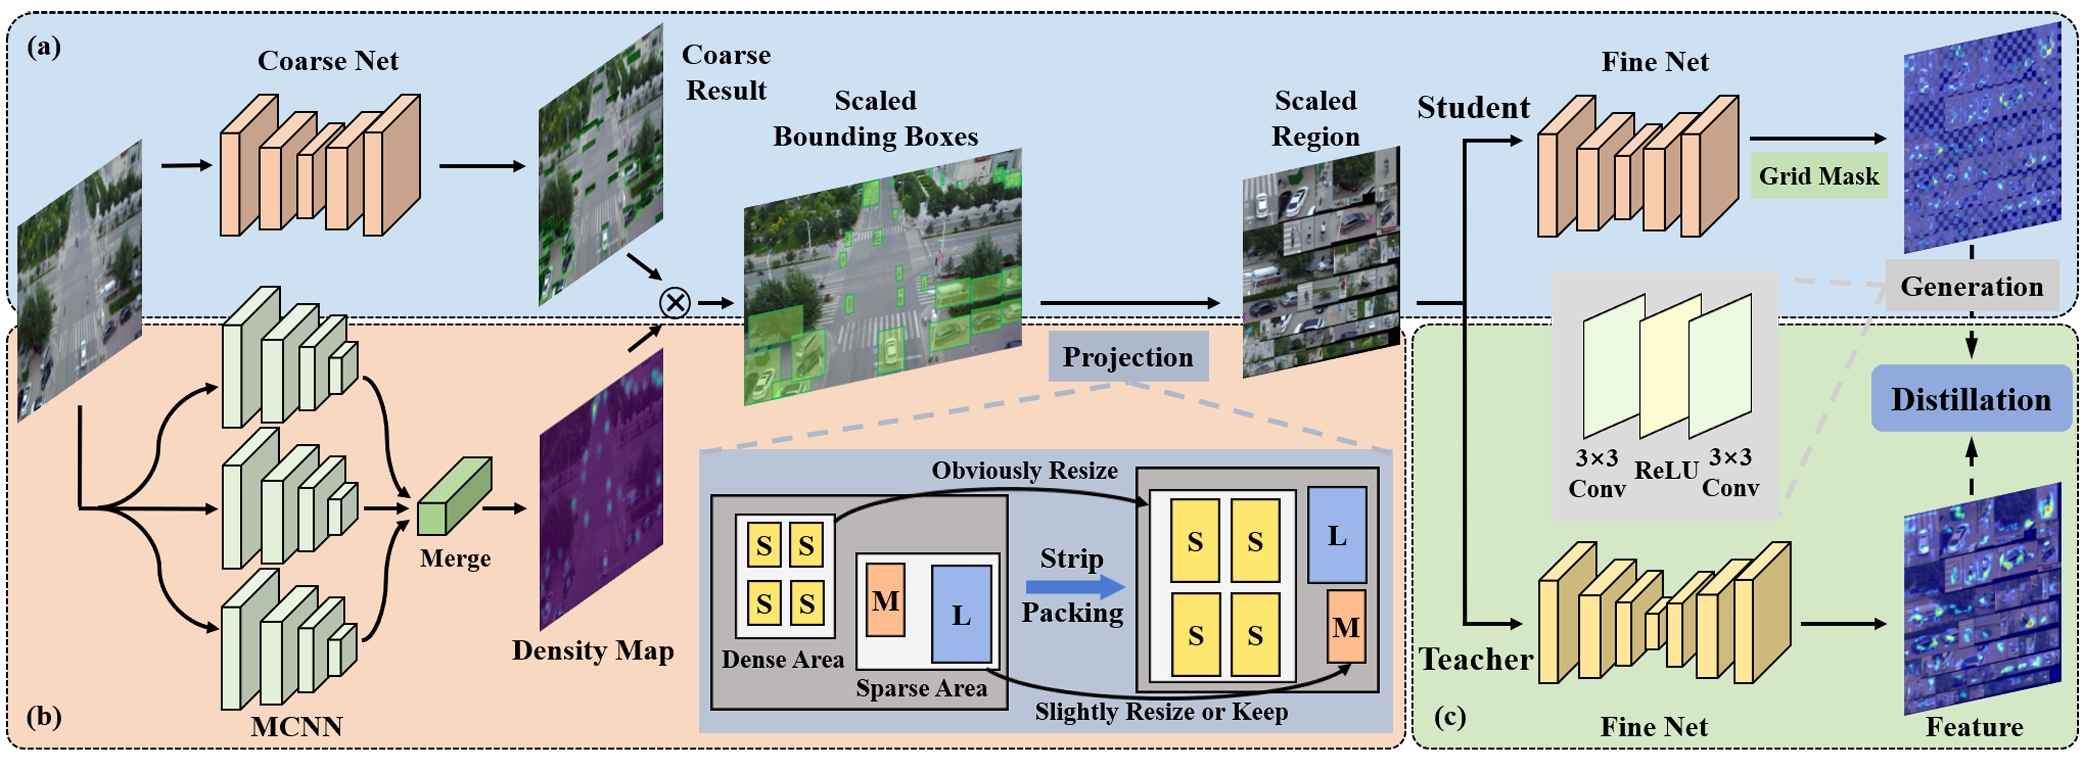 (a)
Coarse Net
Coarse
Result
Scaled
Bounding Boxes
Scaled
Region
Student
Fine Net
Grid Mask
Generation
Projection
3×3
Conv
ReLU
3×3
Conv
Distillation
Merge
Density Map
MCNN
(b)
Obviously Resize
S S
S S
Dense Area
M
L
Sparse Area
Strip
Packing
S S
S S
L
M
Slightly Resize or Keep
Teacher
(c)
Fine Net
Feature